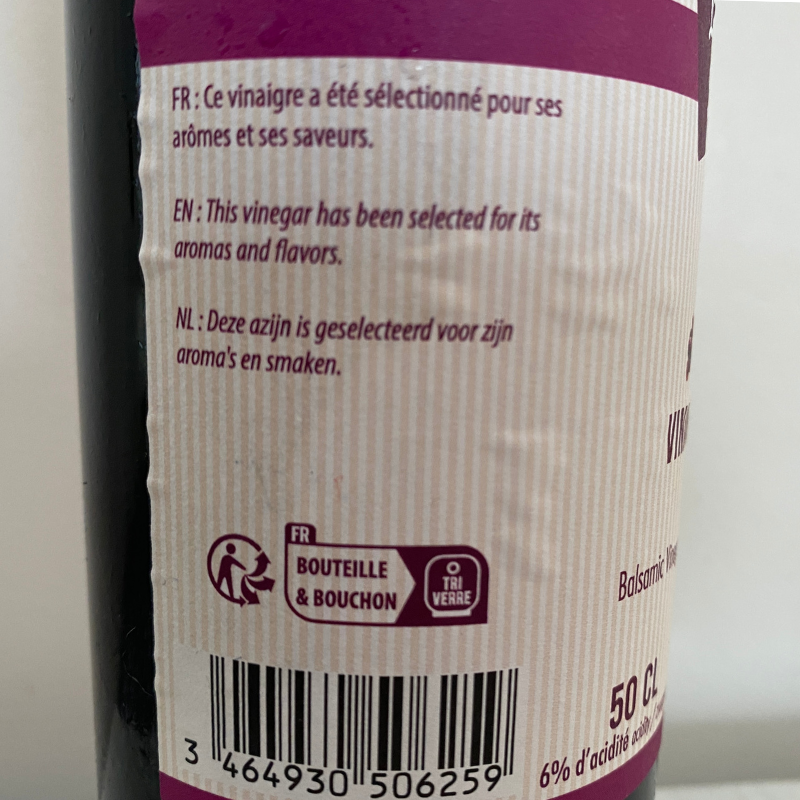 FR : Ce vinaigre a été sélectionné pour ses
arômes et ses saveurs.
EN : This vinegar has been selected for its
aromas and flavors.
NL : Deze azijn is geselecteerd voor zijn
aroma's en smaken.
Balsamic
FR
BOUTEILLE
& BOUCHON
TRI
VERRE
50 CL
6% d'acidité acidity /
3 464930 506259